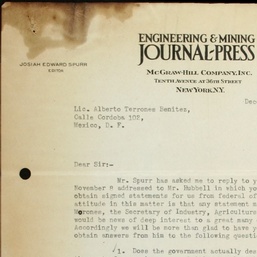 ENGINEERING & MINING
JOURNAL-PRESS
JOSIAH EDWARD SPURR
EDITOR
MCGRAW-HILL COMPANY, INC.
TENTH AVENUE AT 36TH STREET
NEW YORK, N.Y.
Dec
Lic. Alberto Terrones Benitez,
Calle Cordoba 102,
Mexico, D. F.
Dear Sir:-
Mr. Spurr has asked me to reply to y
November 8 addressed to Mr. Hubbell in which you
obtain signed statements for us from federal of
attitude in this matter is that any statement m
Morones, the Secretary of Industry, Agricultur
would be news of deep interest to a great many
Accordingly we will be more than glad to have y
obtain answers from him to the following questi
1. Does the government actually des